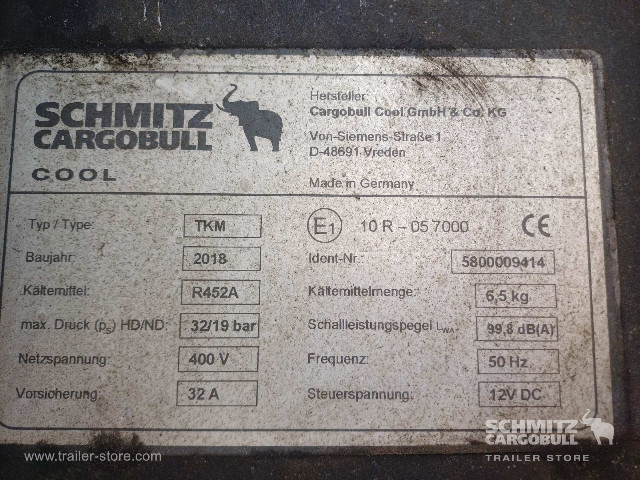 SCHMITZ
CARGOBULL
COOL
Hersteller
Cargobull Cool GmbH & Co. KG
Von-Siemens-Straße 1
D-48691 Vreden
Made in Germany
Typ / Type: TKM E1 10 R - 05 7000 CE
Baujahr: 2018 Ident-Nr.: 5800009414
Kältemittel: R452A Kältemittelmenge: 6,5 kg
max. Druck (ps) HD/ND: 32/19 bar Schallleistungspegel LWA: 99,8 dB(A)
Netzspannung: 400 V Frequenz: 50 Hz
Vorsicherung: 32 A Steuerspannung: 12V DC
www.trailer-store.com
SCHMITZ
CARGOBULL
TRAILER STORE